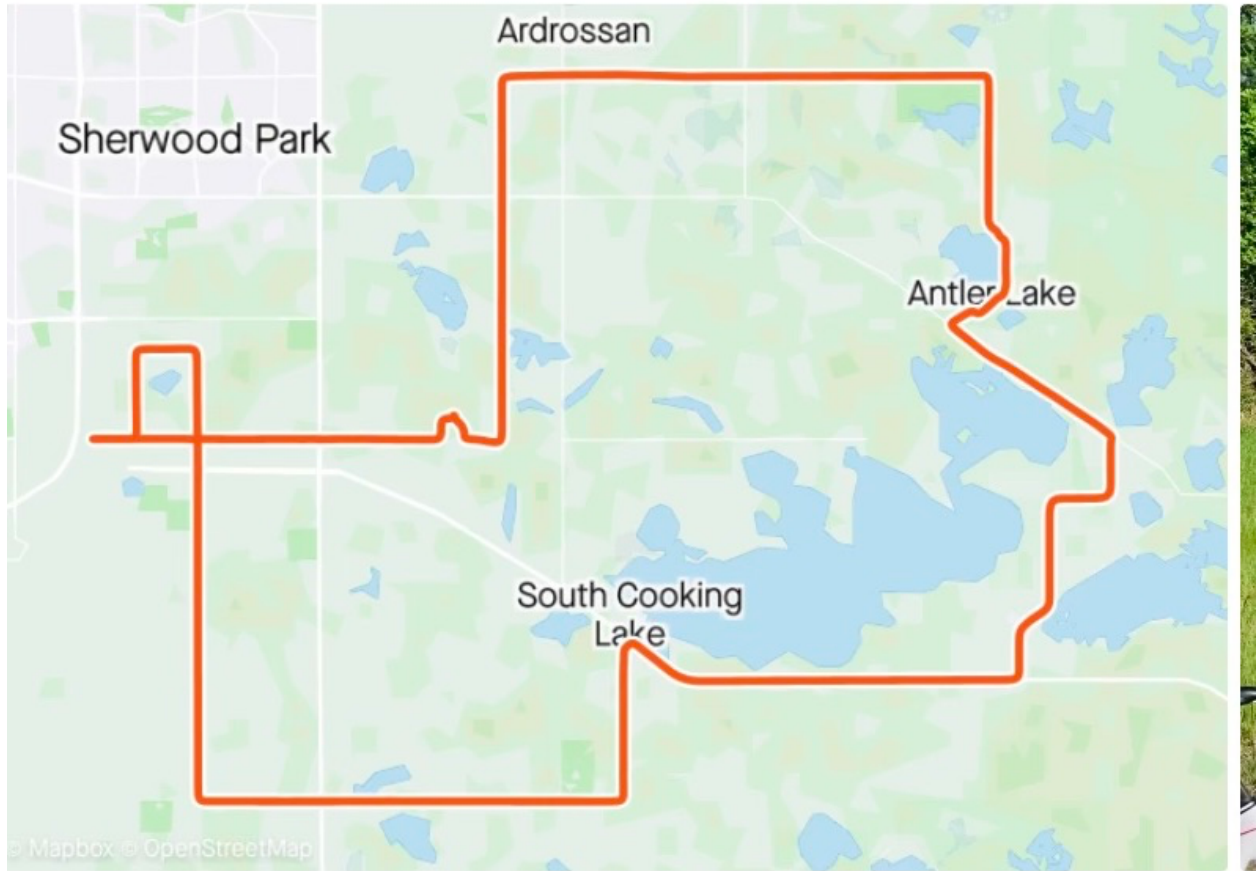 Ardrossan
Sherwood Park
Antler Lake
South Cooking
Lake
© Mapbox © OpenStreetMap